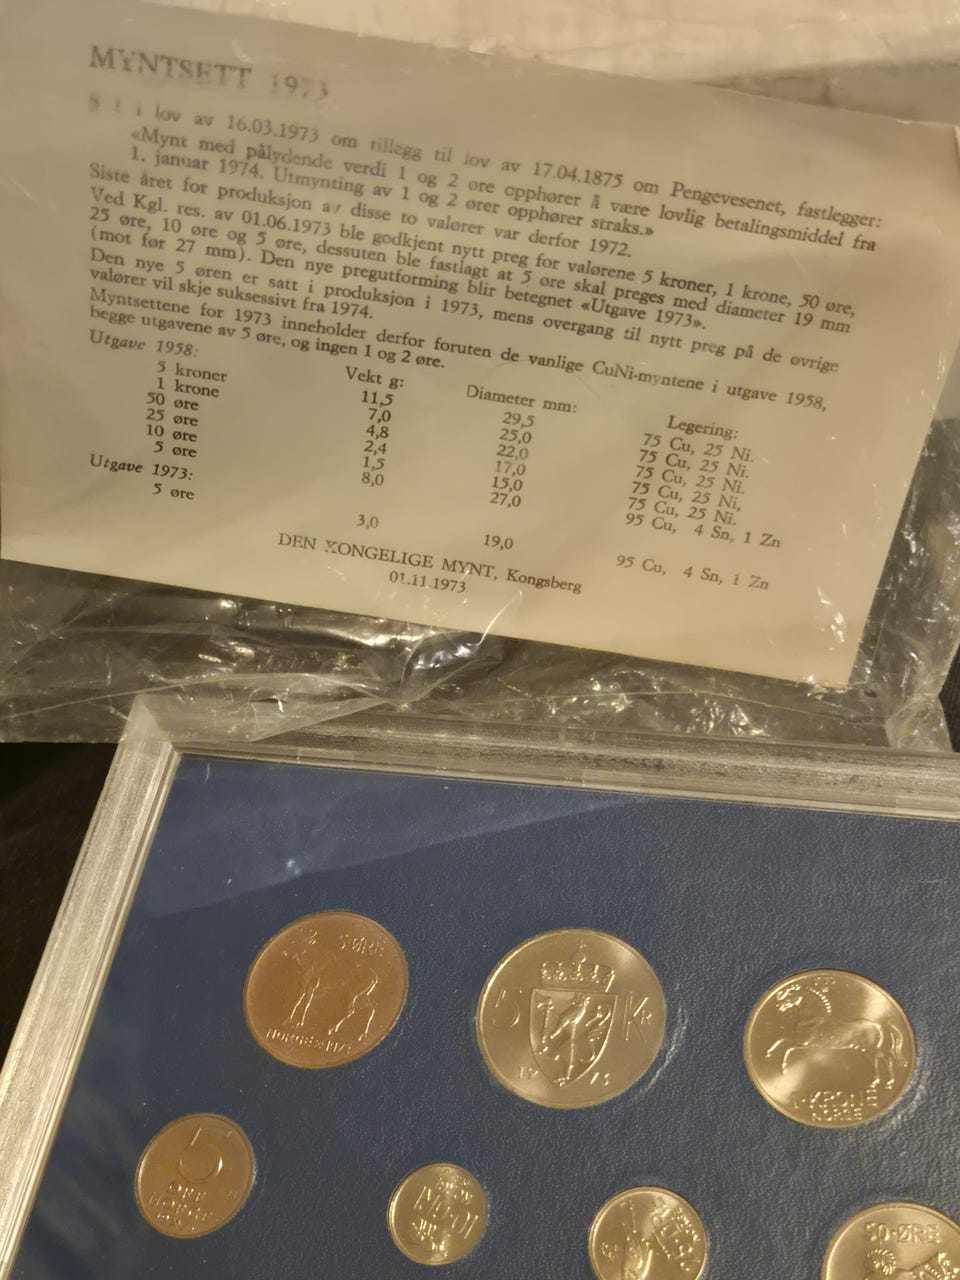 MYNTSETT 1973
§ 1 i lov av 16.03.1973 om tillegg til lov av 17.04.1875 om Pengevesenet, fastlegger:
«Mynt med pålydende verdi 1 og 2 øre opphører å være lovlig betalingsmiddel fra
1. januar 1974. Utmynting av 1 og 2 ører opphører straks.»
Siste året for produksjon av disse to valører var derfor 1972.
Ved Kgl. res. av 01.06.1973 ble godkjent nytt preg for valørene 5 kroner, 1 krone, 50 øre,
25 øre, 10 øre og 5 øre, dessuten ble fastlagt at 5 øre skal preges med diameter 19 mm
(mot før 27 mm). Den nye pregutforming blir betegnet «Utgave 1973».
Den nye 5 øren er satt i produksjon i 1973, mens overgang til nytt preg på de øvrige
valører vil skje suksessivt fra 1974.
Myntsettene for 1973 inneholder derfor foruten de vanlige CuNi-myntene i utgave 1958,
begge utgavene av 5 øre, og ingen 1 og 2 øre.
Utgave 1958: Vekt g: Diameter mm: Legering:
5 kroner 11,5 29,5 75 Cu, 25 Ni.
1 krone 7,0 25,0 75 Cu, 25 Ni.
50 øre 4,8 22,0 75 Cu, 25 Ni.
25 øre 2,4 17,0 75 Cu, 25 Ni,
10 øre 1,5 15,0 75 Cu, 25 Ni.
5 øre 8,0 27,0 95 Cu, 4 Sn, 1 Zn
Utgave 1973:
5 øre 3,0 19,0 95 Cu, 4 Sn, 1 Zn
DEN KONGELIGE MYNT, Kongsberg
01.11.1973
5 ØRE
NORGE 1973
5 KR
1973
1 KRONE
NORGE
5
ØRE
NORGE
10 ØRE
50 ØRE